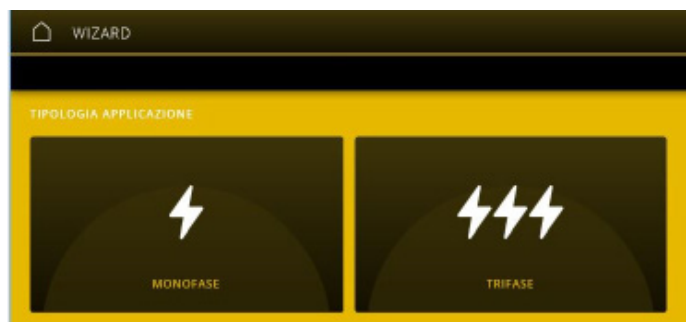 WIZARD
TIPOLOGIA APPLICAZIONE
MONOFASE
TRIFASE